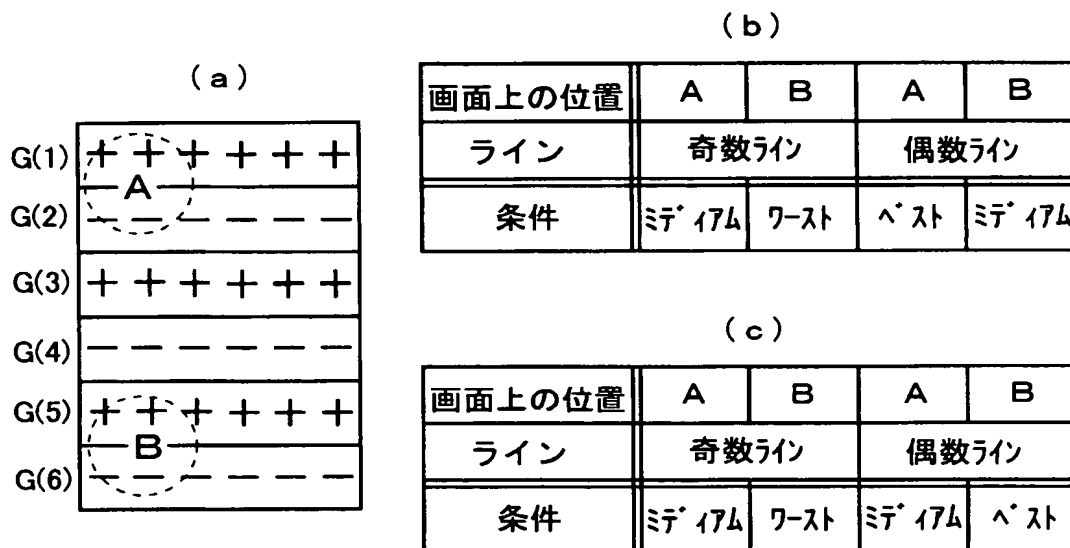 (a)
G(1) + + + + + +
A
G(2) − − − − − −
G(3) + + + + + +
G(4) − − − − − −
G(5) + + + + + +
B
G(6) − − − − − −
(b)
画面上の位置 A B A B
ライン 奇数ライン 偶数ライン
条件 ミディアム ワースト ベスト ミディアム
(c)
画面上の位置 A B A B
ライン 奇数ライン 偶数ライン
条件 ミディアム ワースト ミディアム ベスト